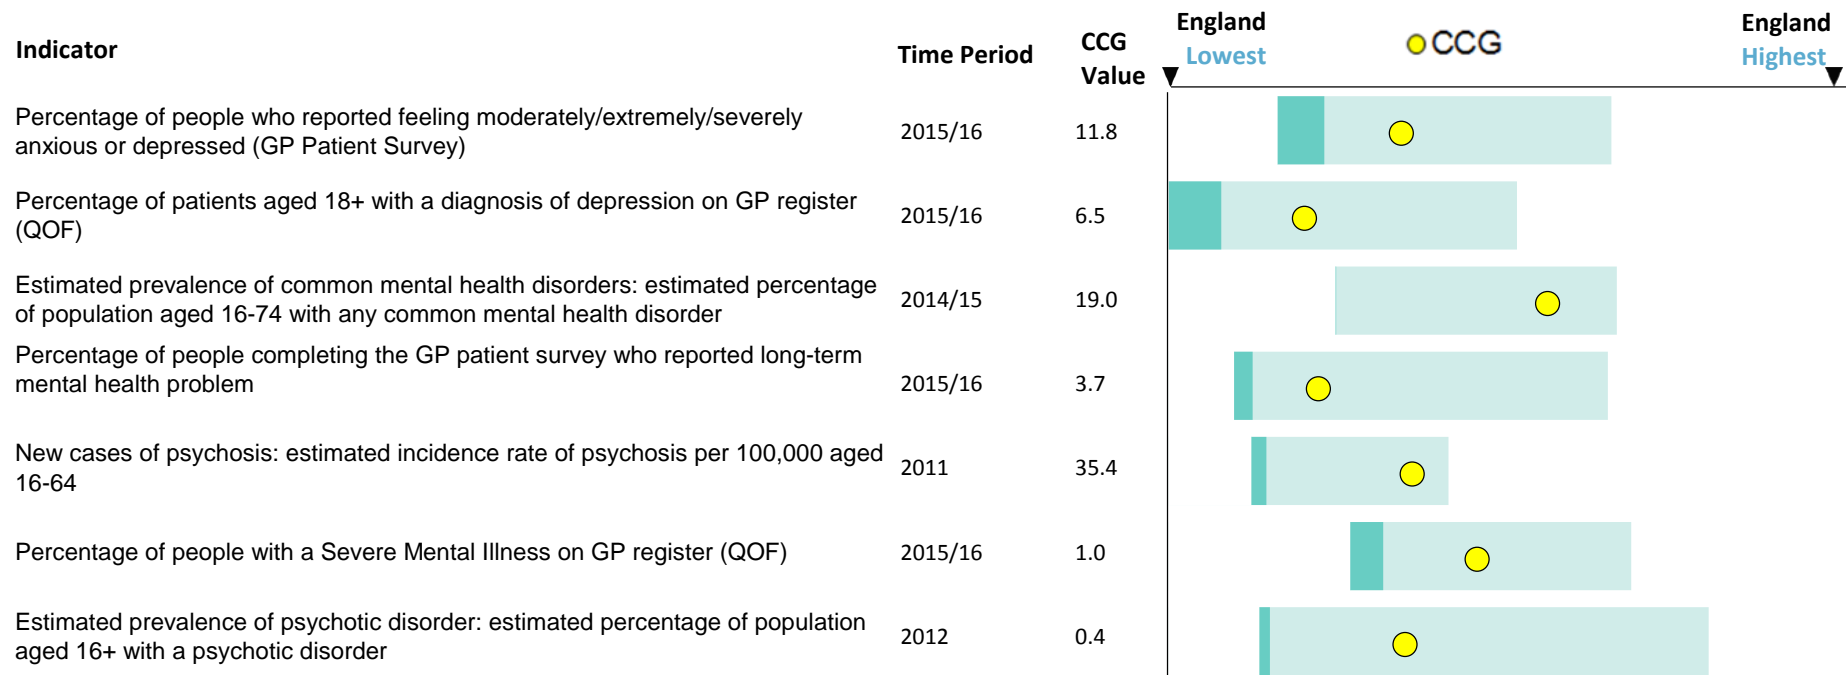 Indicator
Time Period
CCG
Value
England
Lowest
CCG
England
Highest
Percentage of people who reported feeling moderately/extremely/severely
anxious or depressed (GP Patient Survey)
2015/16
11.8
Percentage of patients aged 18+ with a diagnosis of depression on GP register
(QOF)
2015/16
6.5
Estimated prevalence of common mental health disorders: estimated percentage
of population aged 16-74 with any common mental health disorder
2014/15
19.0
Percentage of people completing the GP patient survey who reported long-term
mental health problem
2015/16
3.7
New cases of psychosis: estimated incidence rate of psychosis per 100,000 aged
16-64
2011
35.4
Percentage of people with a Severe Mental Illness on GP register (QOF)
2015/16
1.0
Estimated prevalence of psychotic disorder: estimated percentage of population
aged 16+ with a psychotic disorder
2012
0.4